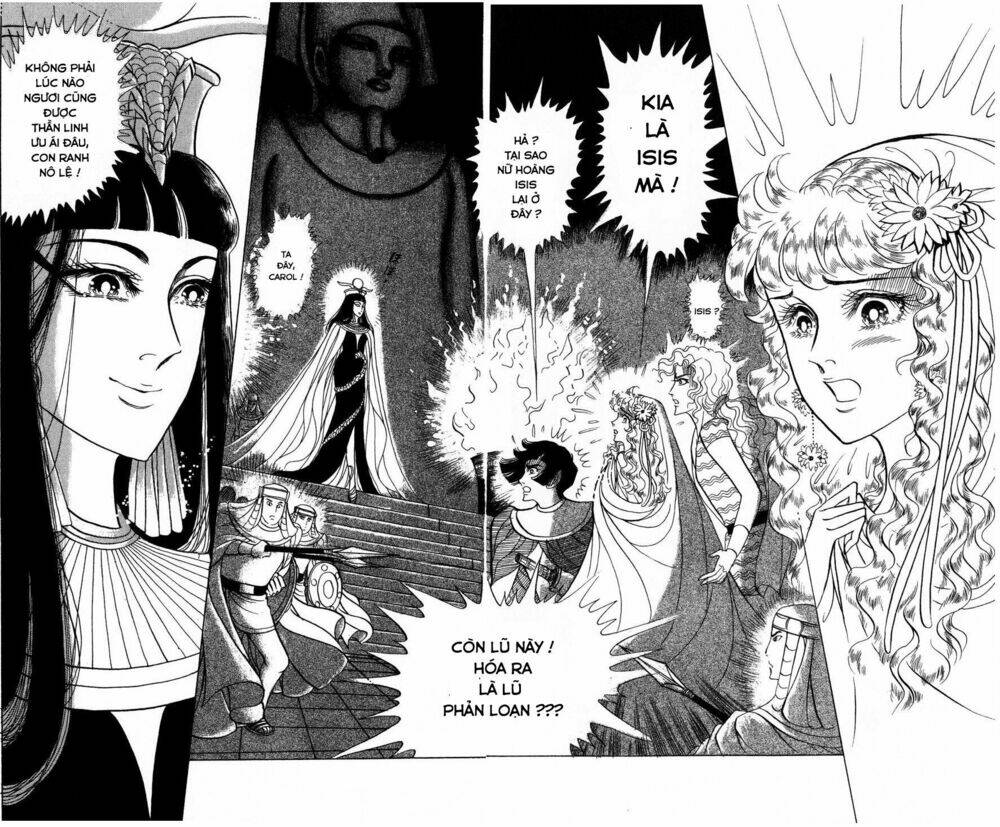 KHÔNG PHẢI
LÚC NÀO
NGƯƠI CŨNG
ĐƯỢC
THẦN LINH
ƯU ÁI ĐÂU,
CON RANH
NÔ LỆ !
TA
ĐÂY,
CAROL !
HẢ ?
TẠI SAO
NỮ HOÀNG
ISIS
LẠI Ở
ĐÂY ?
KIA
LÀ
ISIS
MÀ !
ISIS ?
CÒN LŨ NÀY !
HÓA RA
LÀ LŨ
PHẢN LOẠN ???